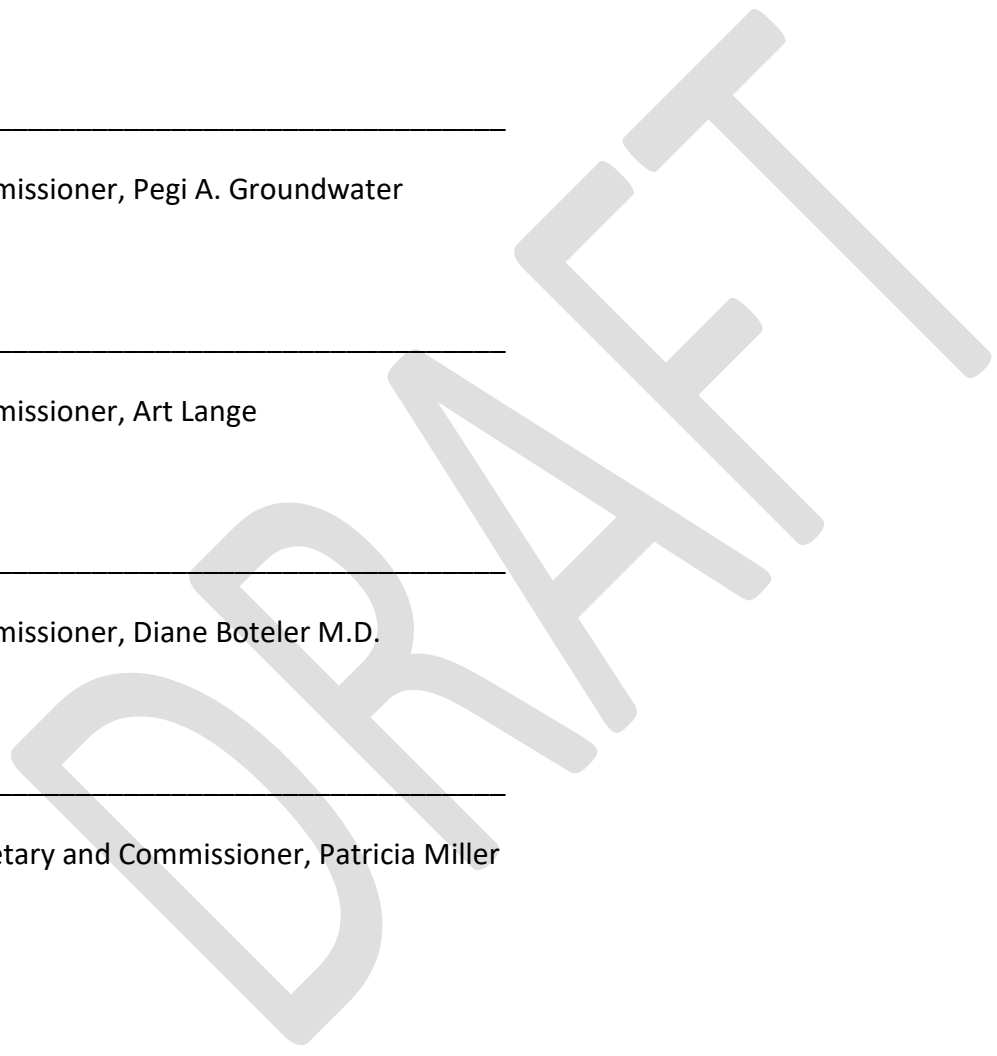 missioner, Pegi A. Groundwater
missioner, Art Lange
missioner, Diane Boteler M.D.
etary and Commissioner, Patricia Miller
DRAFT